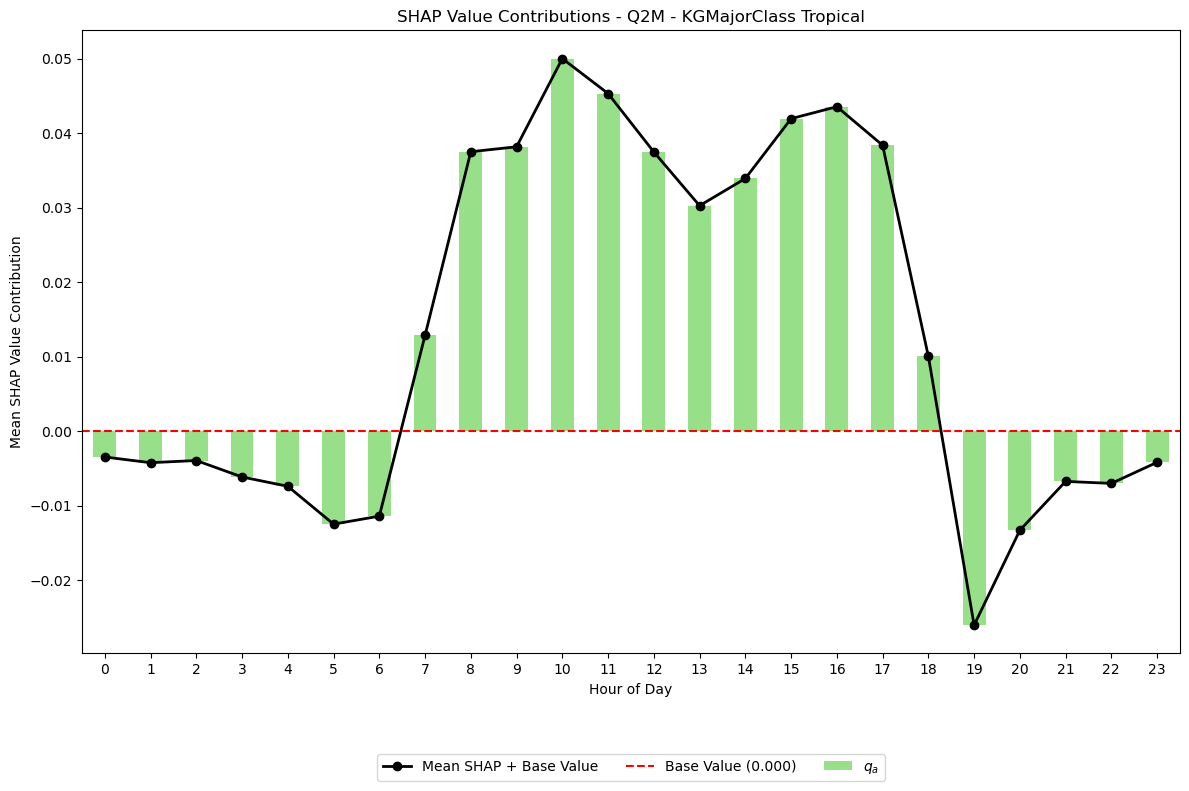 SHAP Value Contributions - Q2M - KGMajorClass Tropical
Mean SHAP Value Contribution
0.05
0.04
0.03
0.02
0.01
0.00
−0.01
−0.02
0 1 2 3 4 5 6 7 8 9 10 11 12 13 14 15 16 17 18 19 20 21 22 23
Hour of Day
Mean SHAP + Base Value Base Value (0.000) qₐ